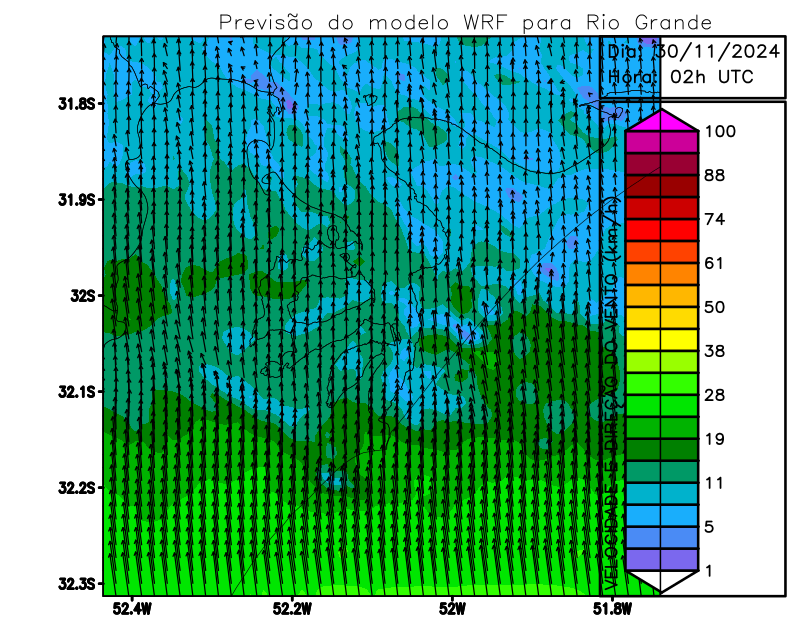 Previsão do modelo WRF para Rio Grande
Dia: 30/11/2024
Hora: 02h UTC
31.8S
31.9S
32S
32.1S
32.2S
32.3S
52.4W
52.2W
52W
51.8W
VELOCIDADE E DIREÇÃO DO VENTO (km/h)
100
88
74
61
50
38
28
19
11
5
1